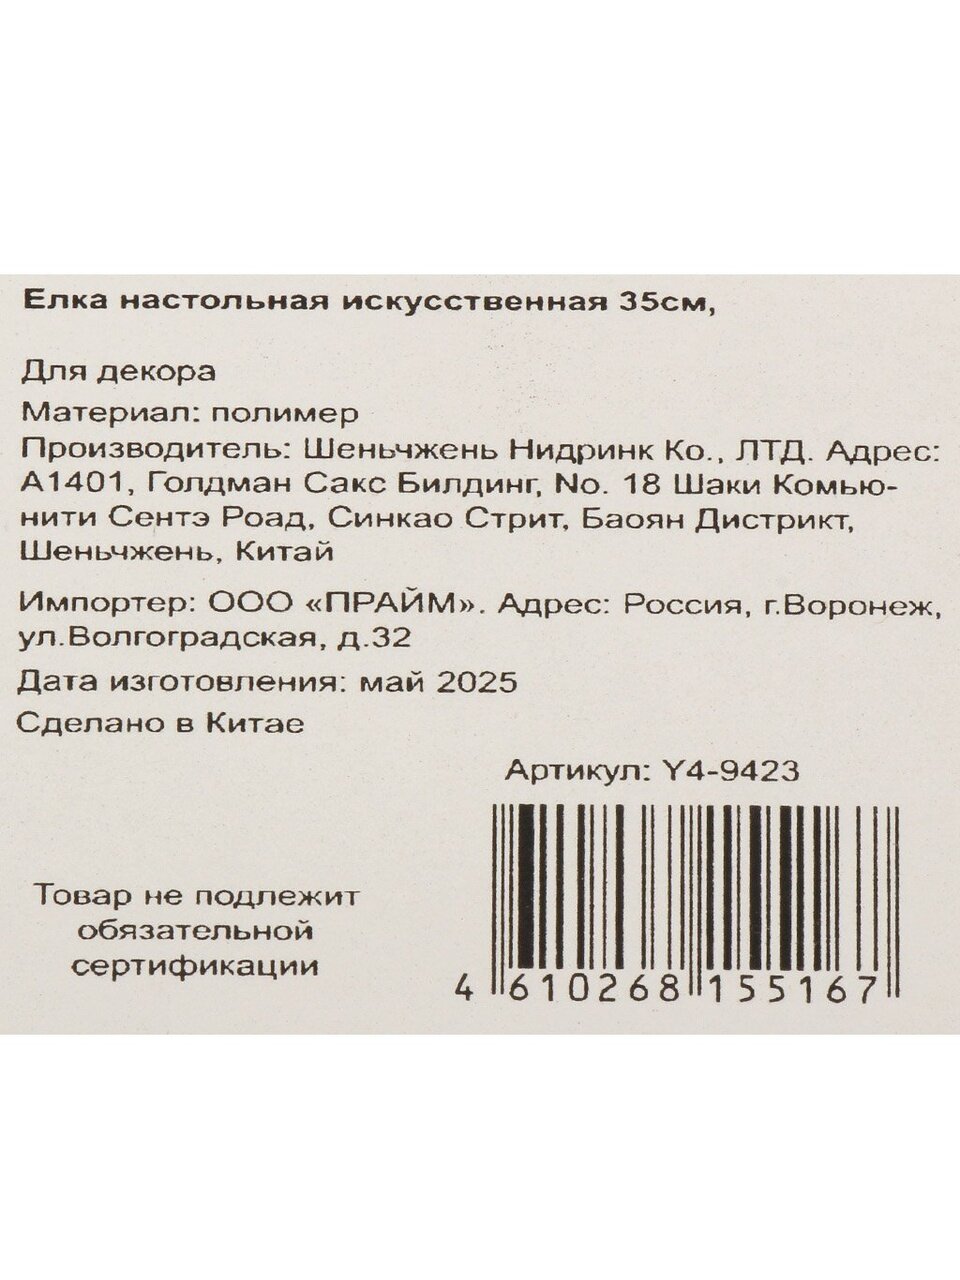 Елка настольная искусственная 35см,
Для декора
Материал: полимер
Производитель: Шеньчжень Нидринк Ко., ЛТД. Адрес:
А1401, Голдман Сакс Билдинг, No. 18 Шаки Комью-
нити Сентэ Роад, Синкао Стрит, Баоян Дистрикт,
Шеньчжень, Китай
Импортер: ООО «ПРАЙМ». Адрес: Россия, г.Воронеж,
ул.Волгоградская, д.32
Дата изготовления: май 2025
Сделано в Китае
Артикул: Y4-9423
Товар не подлежит
обязательной
сертификации
4 610268 155167